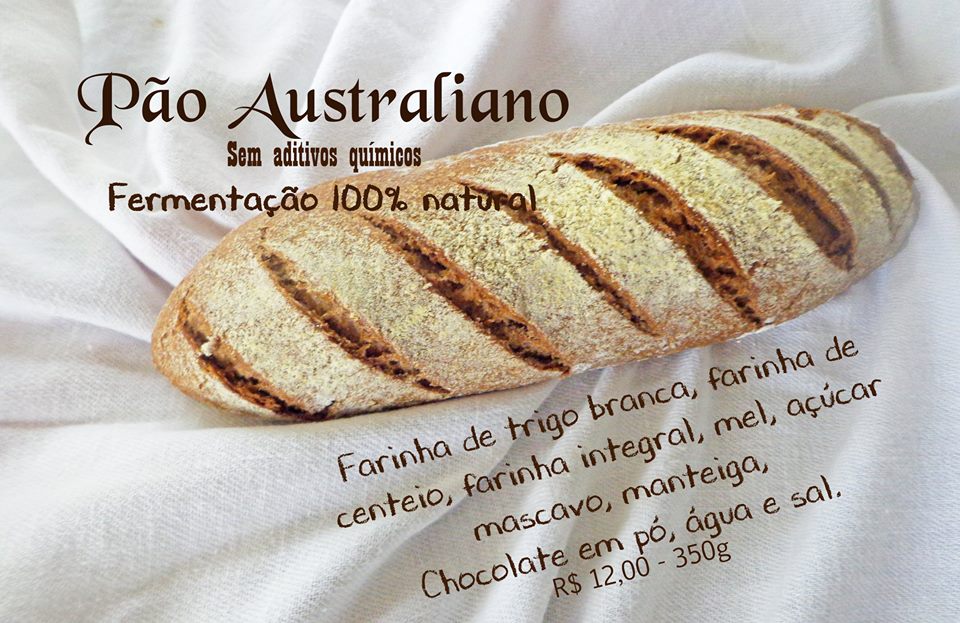 Pão Australiano
Sem aditivos químicos
Fermentação 100% natural
Farinha de trigo branca, farinha de
centeio, farinha integral, mel, açúcar
mascavo, manteiga,
Chocolate em pó, água e sal.
R$ 12,00 - 350g